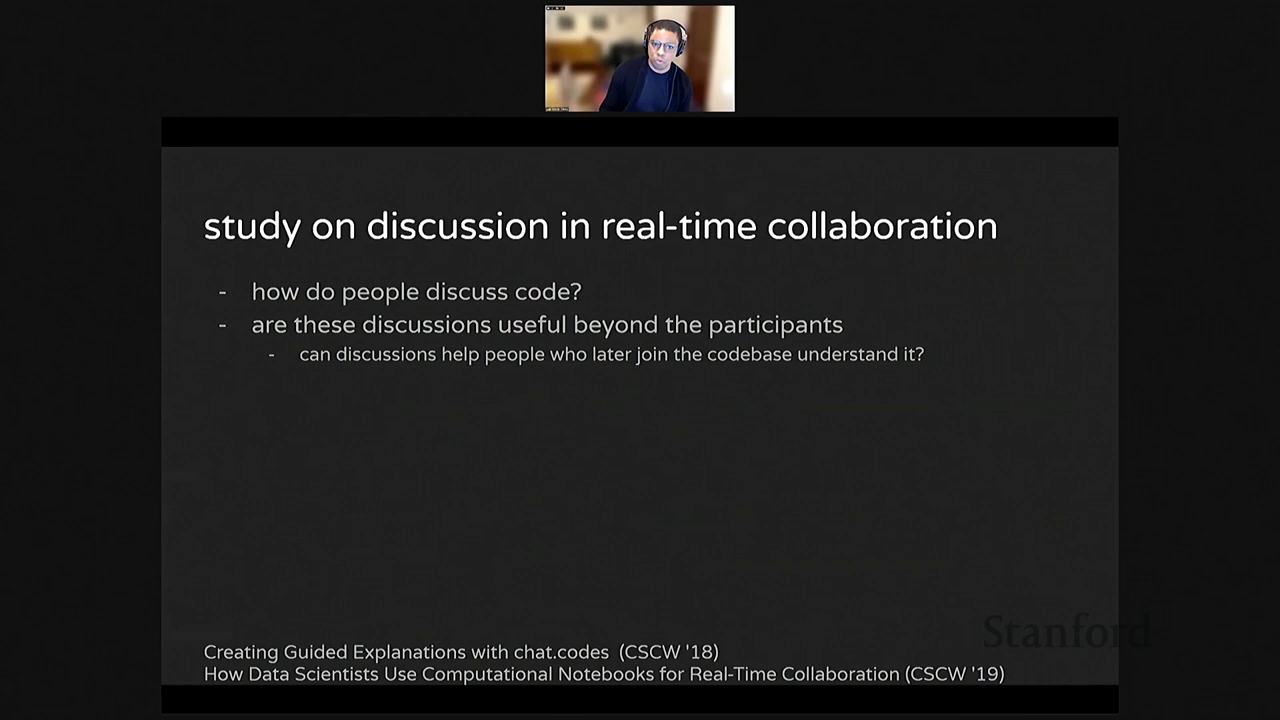 study on discussion in real-time collaboration
- how do people discuss code?
- are these discussions useful beyond the participants
- can discussions help people who later join the codebase understand it?
Stanford
Creating Guided Explanations with chat.codes (CSCW '18)
How Data Scientists Use Computational Notebooks for Real-Time Collaboration (CSCW '19)